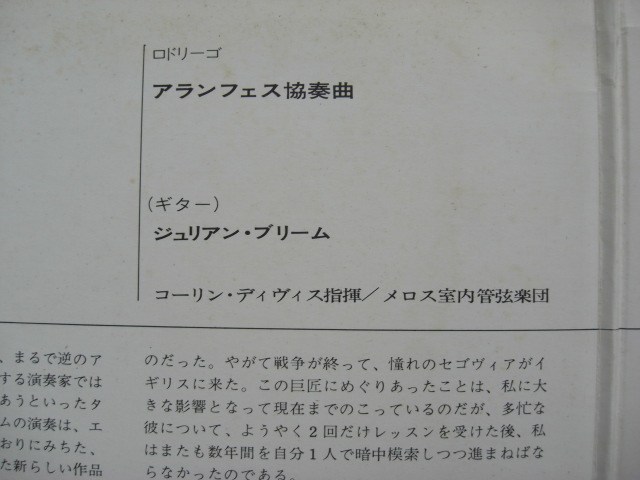 ロドリーゴ
アランフェス協奏曲
(ギター)
ジュリアン・ブリーム
コーリン・ディヴィス指揮/メロス室内管弦楽団
、まるで逆のア
する演奏家では
あうといったタ
ムの演奏は、エ
おりにみちた、
た新らしい作品
のだった。やがて戦争が終って、憧れのセゴヴィアがイ
ギリスに来た。この巨匠にめぐりあったことは、私に大
きな影響となって現在までのこっているのだが、多忙な
彼について、ようやく2回だけレッスンを受けた後、私
はまたも数年間を自分1人で暗中模索しつつ進まねばな
らなかったのである。